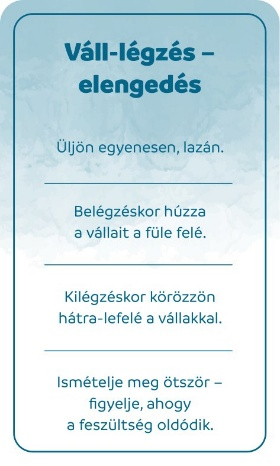 Váll-légzés –
elengedés
Üljön egyenesen, lazán.
Belégzéskor húzza
a vállait a füle felé.
Kilégzéskor körözzön
hátra-lefelé a vállakkal.
Ismételje meg ötször –
figyelje, ahogy
a feszültség oldódik.